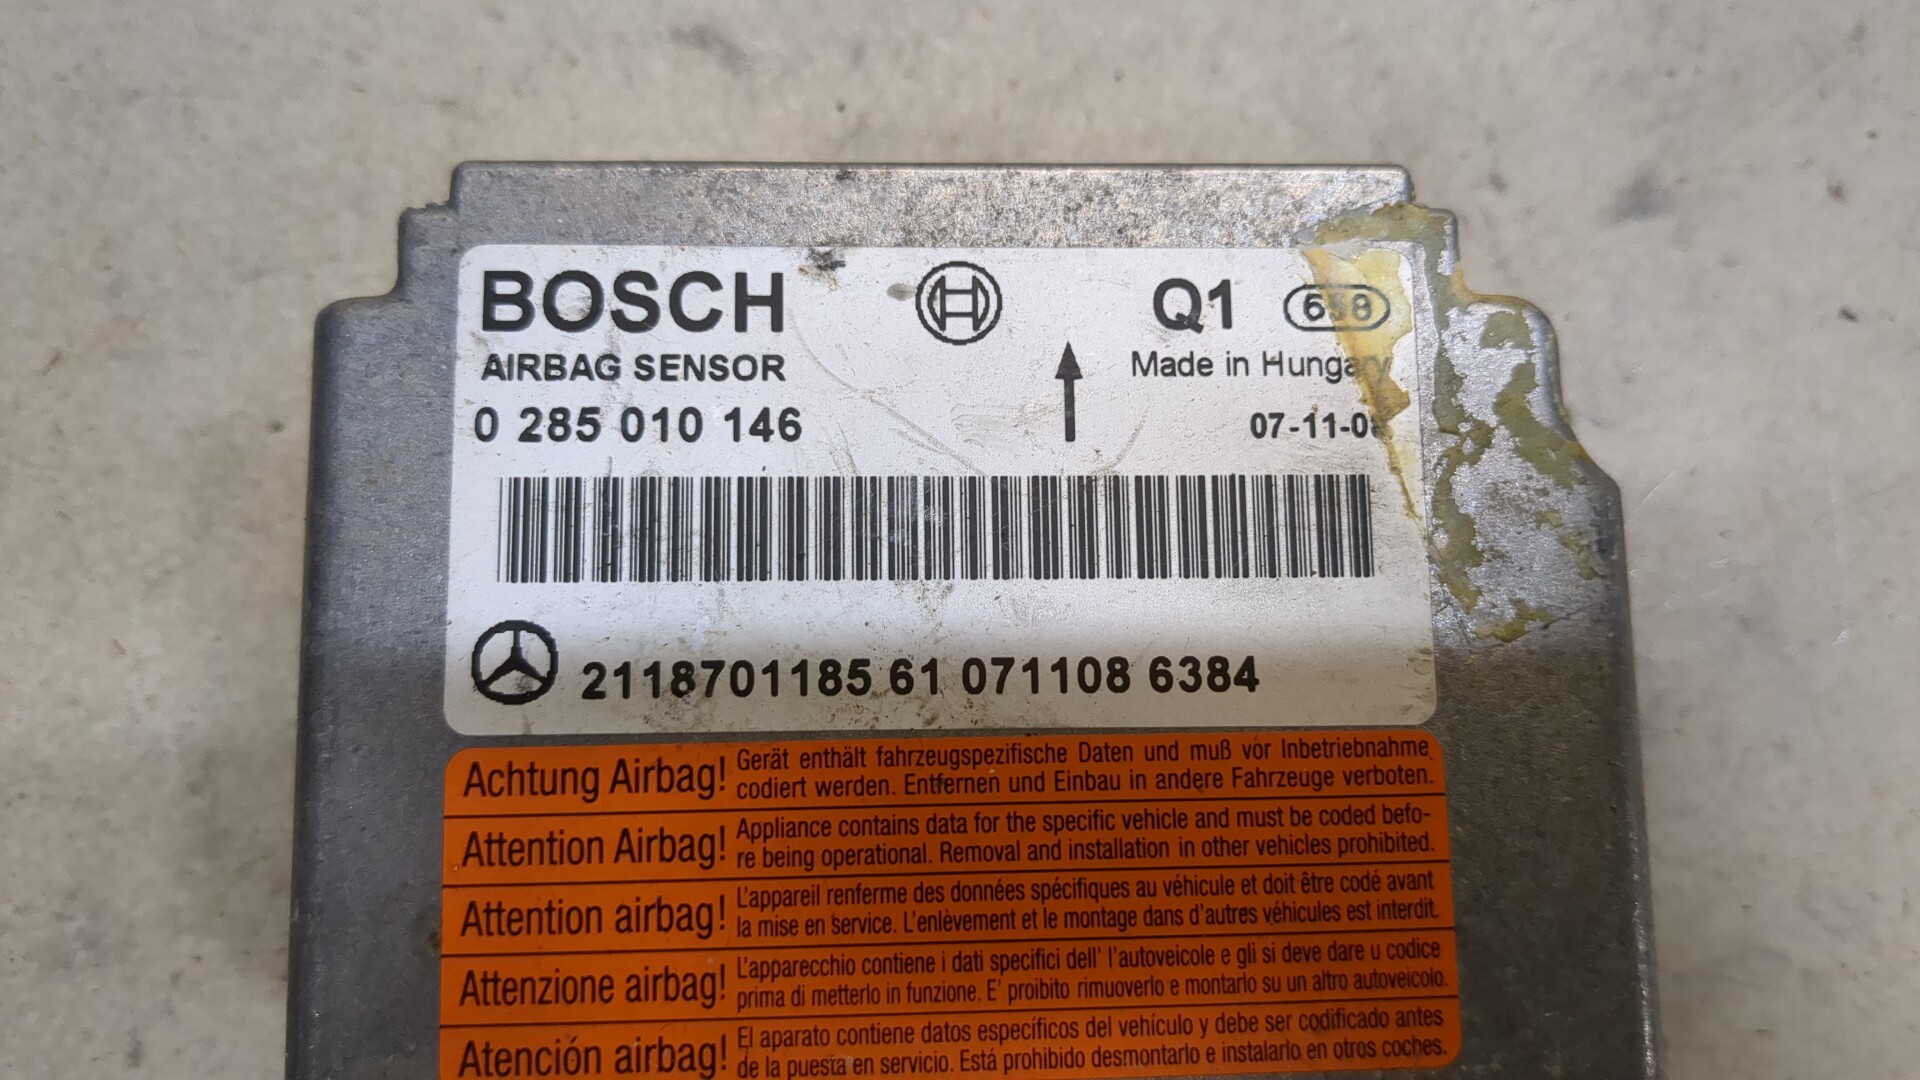 BOSCH Q1 658
AIRBAG SENSOR Made in Hungary
0 285 010 146 07-11-08
2118701185 61 071108 6384
Achtung Airbag! Gerät enthält fahrzeugspezifische Daten und muß vor Inbetriebnahme
codiert werden. Entfernen und Einbau in andere Fahrzeuge verboten.
Attention Airbag! Appliance contains data for the specific vehicle and must be coded befo-
re being operational. Removal and installation in other vehicles prohibited.
Attention airbag! L'appareil renferme des données spécifiques au véhicule et doit être codé avant
la mise en service. L'enlèvement et le montage dans d'autres véhicules est interdit.
Attenzione airbag! L'apparecchio contiene i dati specifici dell' l'autoveicole e gli si deve dare u codice
prima di metterlo in funzione. E' proibito rimuoverlo e montarlo su un altro autoveicolo.
Atención airbag! El aparato contiene datos específicos del vehículo y debe ser codificado antes
de la puesta en servicio. Está prohibido desmontarlo e instalarlo en otros coches.